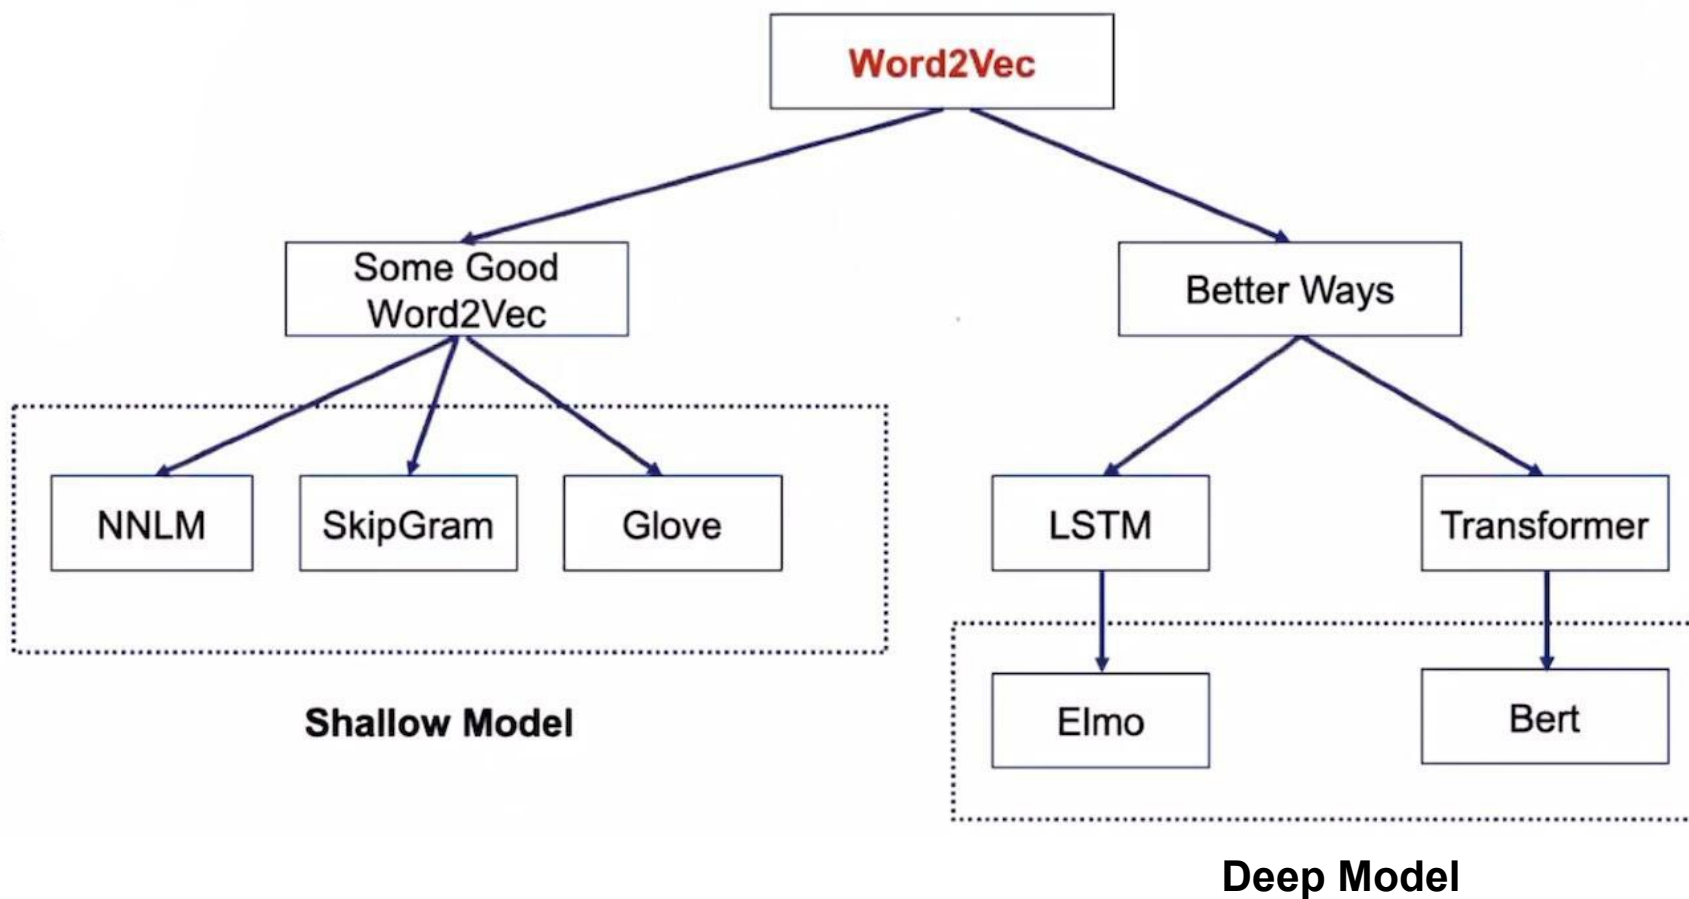 Word2Vec
Some Good
Word2Vec
Better Ways
NNLM
SkipGram
Glove
LSTM
Transformer
Elmo
Bert
Shallow Model
Deep Model